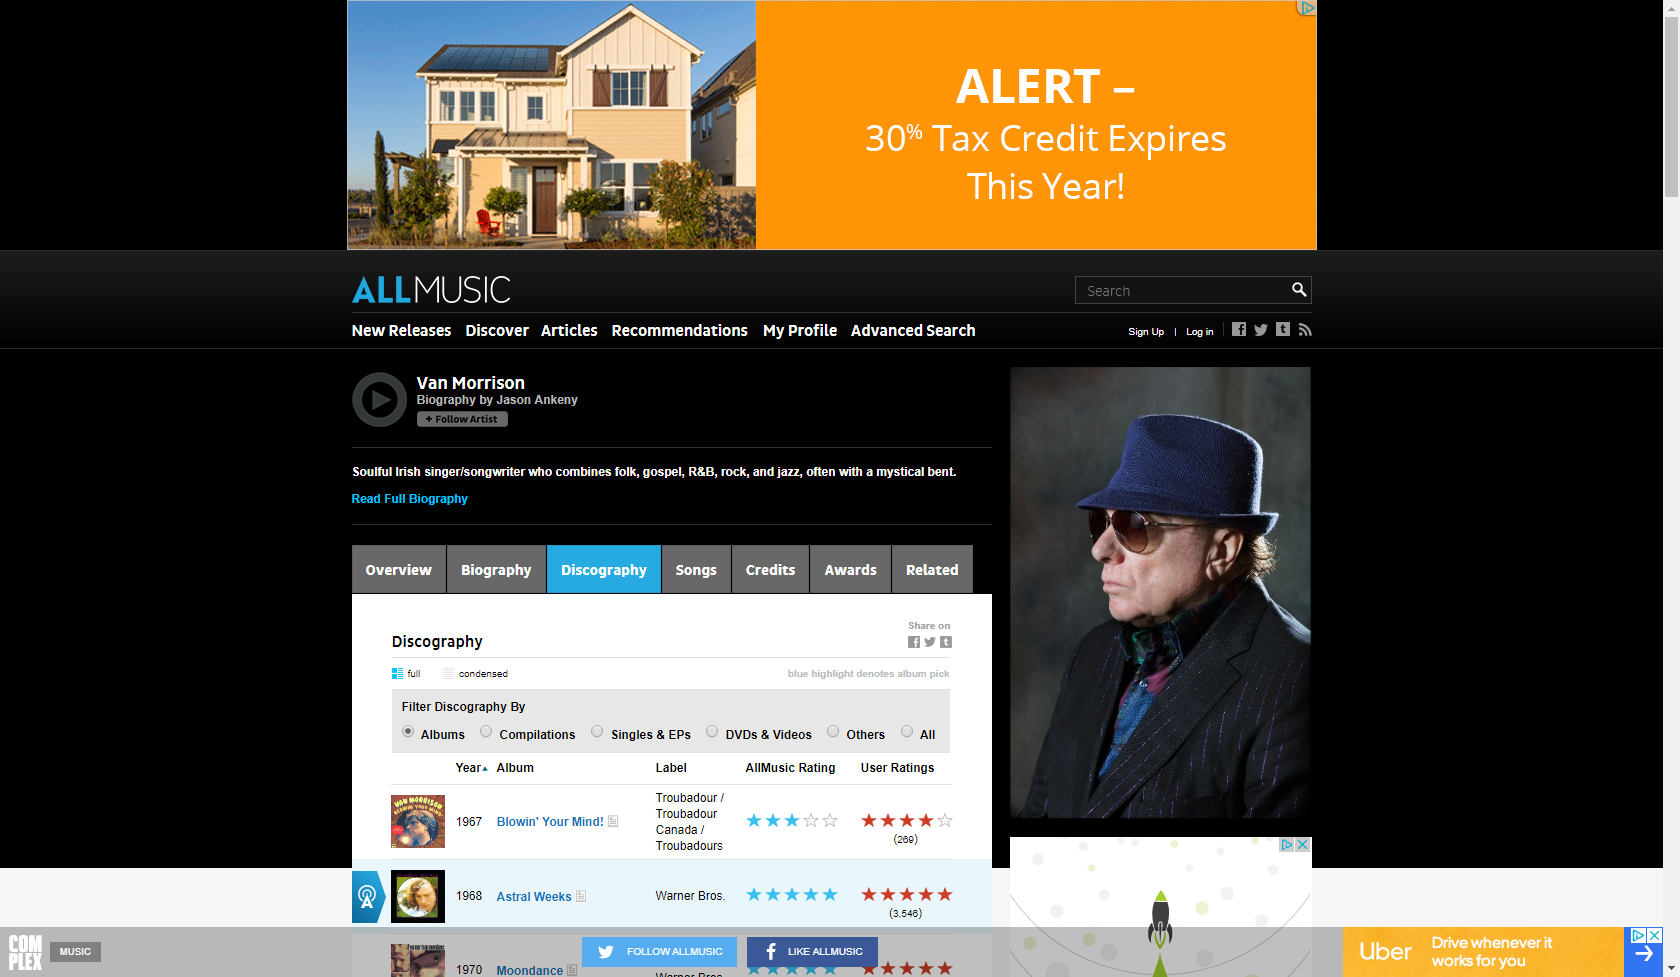 ALERT –
30% Tax Credit Expires
This Year!
ALLMUSIC
Search
New Releases Discover Articles Recommendations My Profile Advanced Search
Sign Up | Log in
Van Morrison
Biography by Jason Ankeny
+ Follow Artist
Soulful Irish singer/songwriter who combines folk, gospel, R&B, rock, and jazz, often with a mystical bent.
Read Full Biography
Overview Biography Discography Songs Credits Awards Related
Share on
Discography
full condensed blue highlight denotes album pick
Filter Discography By
Albums Compilations Singles & EPs DVDs & Videos Others All
Year Album Label AllMusic Rating User Ratings
VAN MORRISON
BLOWIN' YOUR MIND!
1967 Blowin' Your Mind!
Troubadour /
Troubadour
Canada /
Troubadours
(269)
1968 Astral Weeks Warner Bros.
(3,546)
1970 Moondance
Warner Bros.
COM
PLEX
MUSIC
FOLLOW ALLMUSIC
LIKE ALLMUSIC
Uber
Drive whenever it
works for you